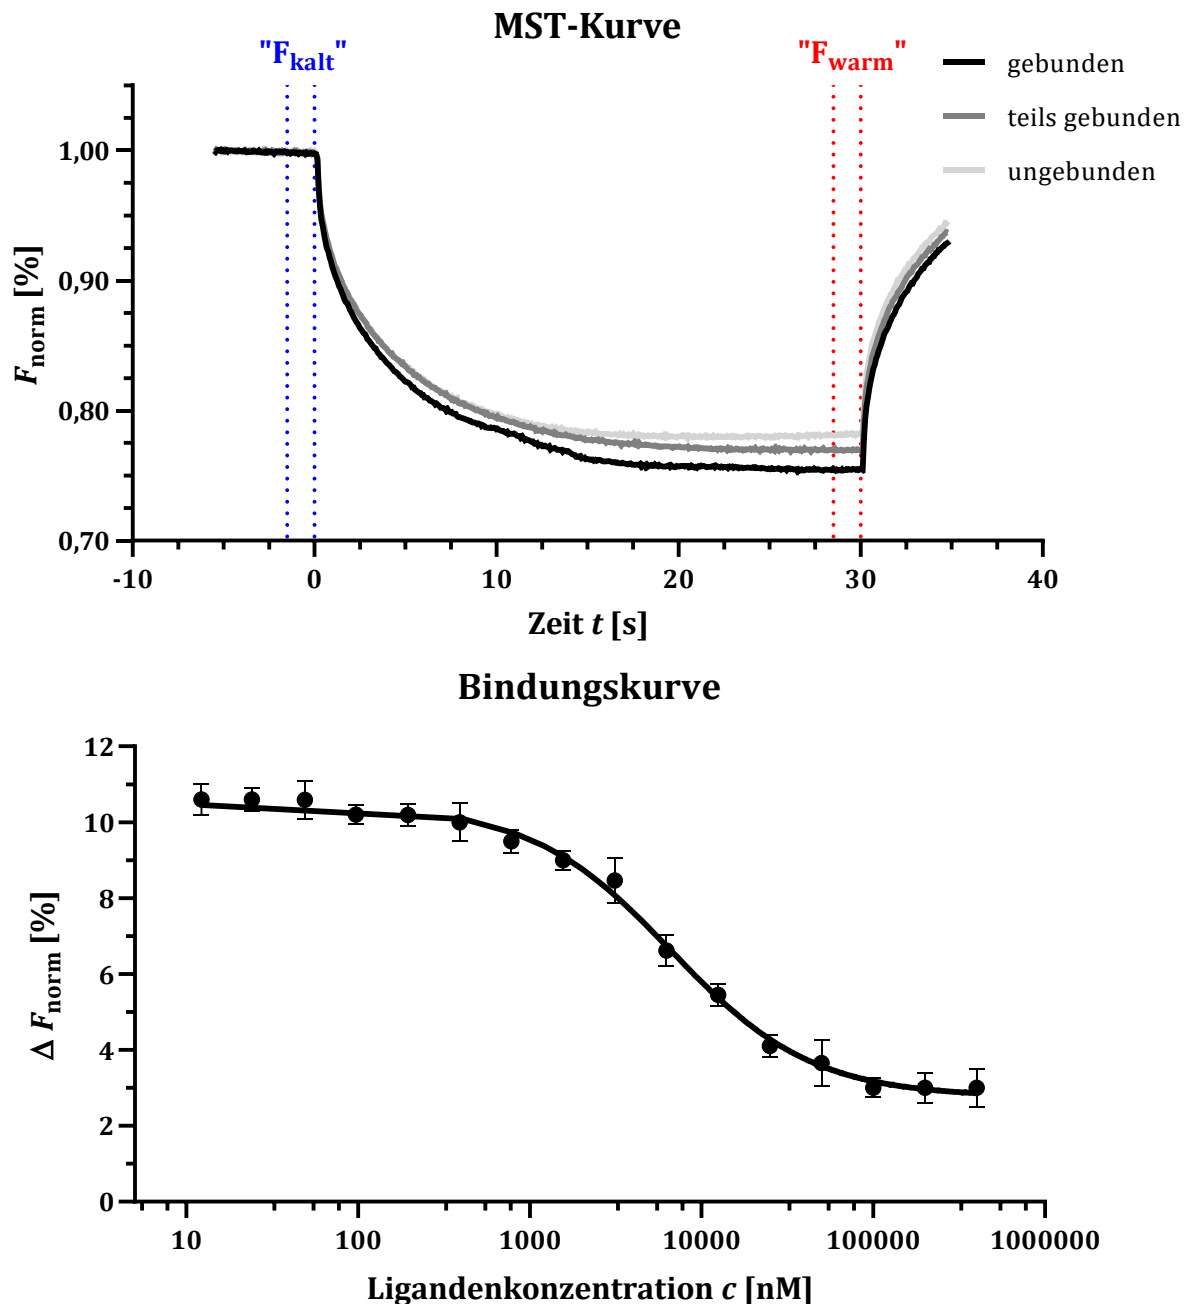 MST-Kurve
"Fkalt"
"Fwarm"
gebunden
teils gebunden
ungebunden
1,00
0,90
0,80
0,70
Fnorm [%]
-10
0
10
20
30
40
Zeit t [s]
Bindungskurve
12
10
8
6
4
2
0
Δ Fnorm [%]
10
100
1000
10000
100000
1000000
Ligandenkonzentration c [nM]